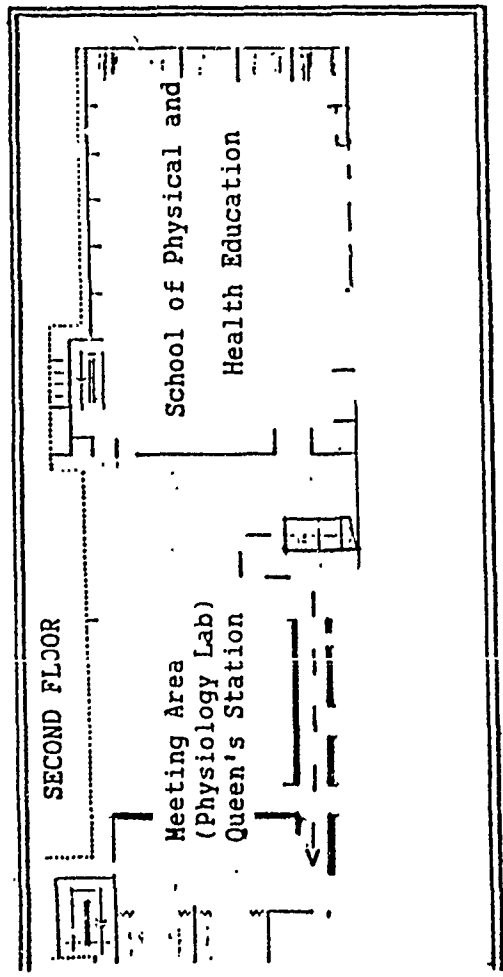 SECOND FLOOR
School of Physical and
Health Education
Meeting Area
(Physiology Lab)
Queen's Station